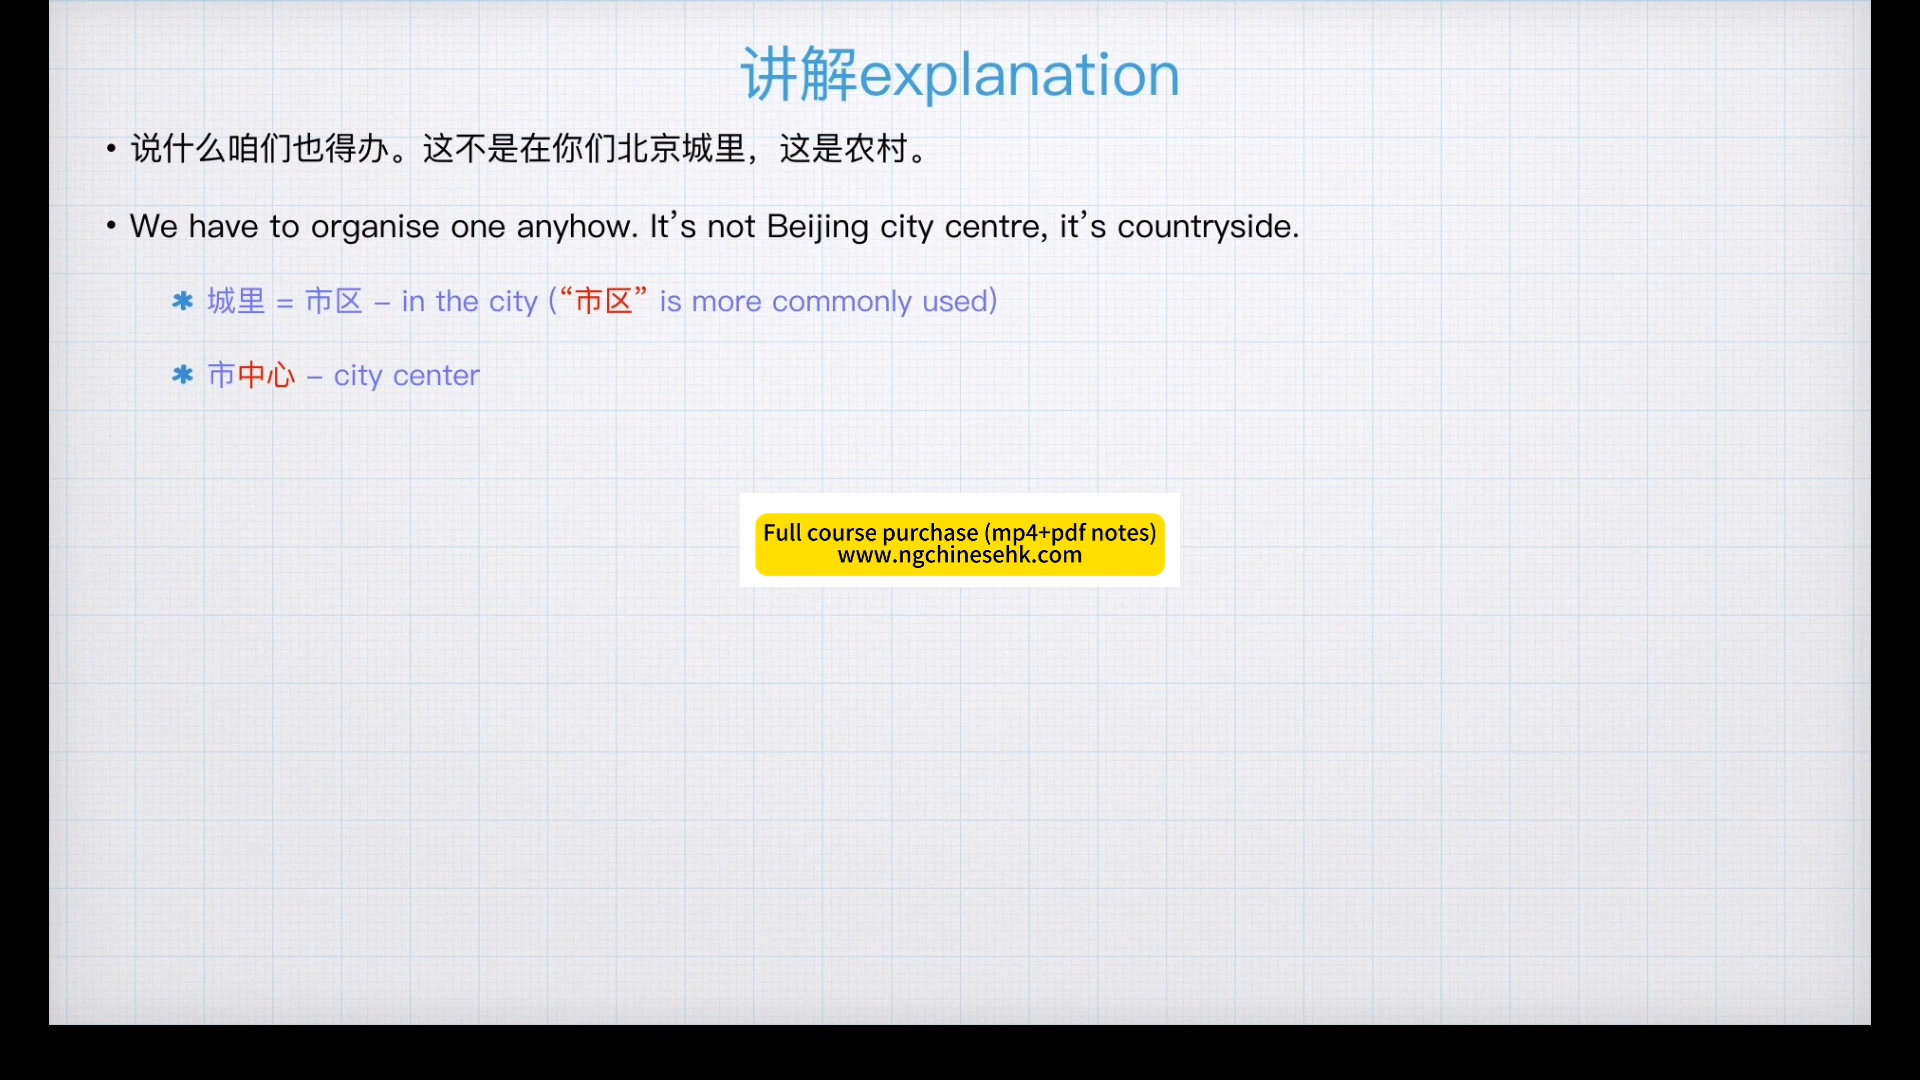 讲解explanation
• 说什么咱们也得办。这不是在你们北京城里，这是农村。
• We have to organise one anyhow. It’s not Beijing city centre, it’s countryside.
✱ 城里 = 市区 – in the city (“市区” is more commonly used)
✱ 市中心 – city center
Full course purchase (mp4+pdf notes)
www.ngchinesehk.com